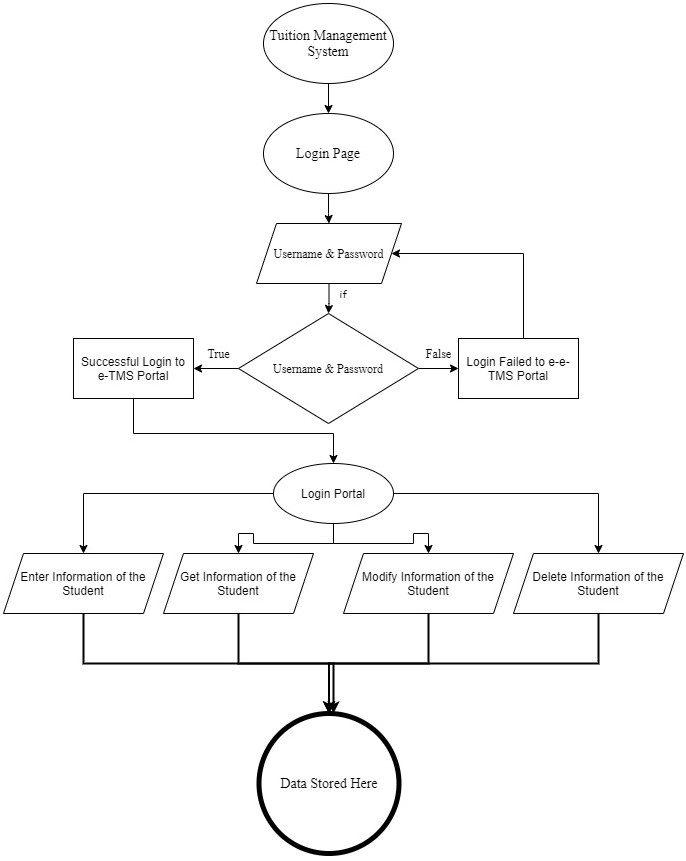 Tuition Management
System
Login Page
Username & Password
if
True
False
Successful Login to
e-TMS Portal
Username & Password
Login Failed to e-e-
TMS Portal
Login Portal
Enter Information of the
Student
Get Information of the
Student
Modify Information of the
Student
Delete Information of the
Student
Data Stored Here